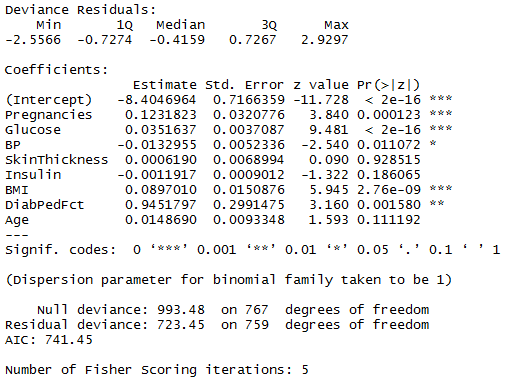 Deviance Residuals:
    Min       1Q   Median       3Q      Max
-2.5566  -0.7274  -0.4159   0.7267   2.9297

Coefficients:
                Estimate Std. Error z value Pr(>|z|)
(Intercept)   -8.4046964  0.7166359 -11.728  < 2e-16 ***
Pregnancies    0.1231823  0.0320776   3.840 0.000123 ***
Glucose        0.0351637  0.0037087   9.481  < 2e-16 ***
BP            -0.0132955  0.0052336  -2.540 0.011072 *
SkinThickness  0.0006190  0.0068994   0.090 0.928515
Insulin       -0.0011917  0.0009012  -1.322 0.186065
BMI            0.0897010  0.0150876   5.945 2.76e-09 ***
DiabPedFct     0.9451797  0.2991475   3.160 0.001580 **
Age            0.0148690  0.0093348   1.593 0.111192
---
Signif. codes:  0 ‘***’ 0.001 ‘**’ 0.01 ‘*’ 0.05 ‘.’ 0.1 ‘ ’ 1

(Dispersion parameter for binomial family taken to be 1)

    Null deviance: 993.48  on 767  degrees of freedom
Residual deviance: 723.45  on 759  degrees of freedom
AIC: 741.45

Number of Fisher Scoring iterations: 5